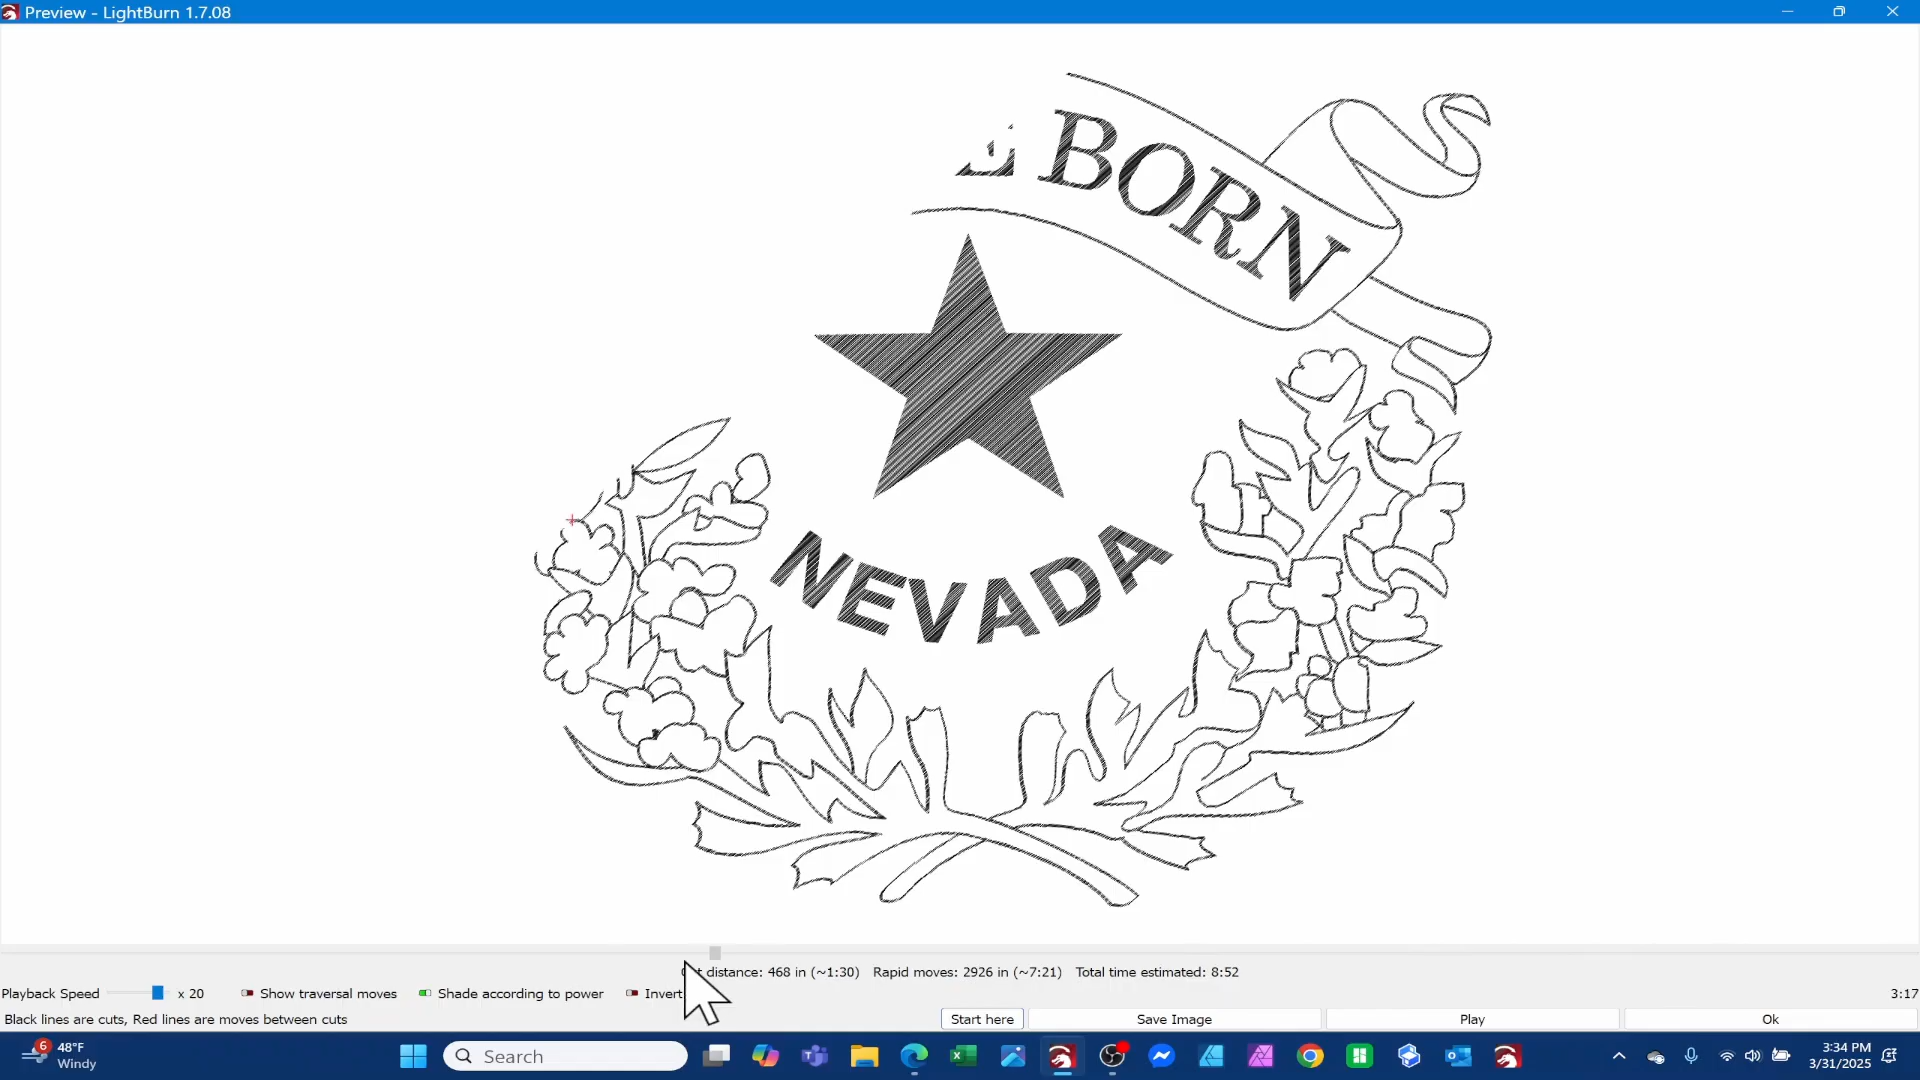 Preview - LightBurn 1.7.08
E BORN
NEVADA
distance: 468 in (~1:30) Rapid moves: 2926 in (~7:21) Total time estimated: 8:52
Playback Speed x 20 Show traversal moves Shade according to power Invert 3:17
Black lines are cuts, Red lines are moves between cuts Start here Save Image Play Ok
6 48°F
Windy
Search
3:34 PM
3/31/2025